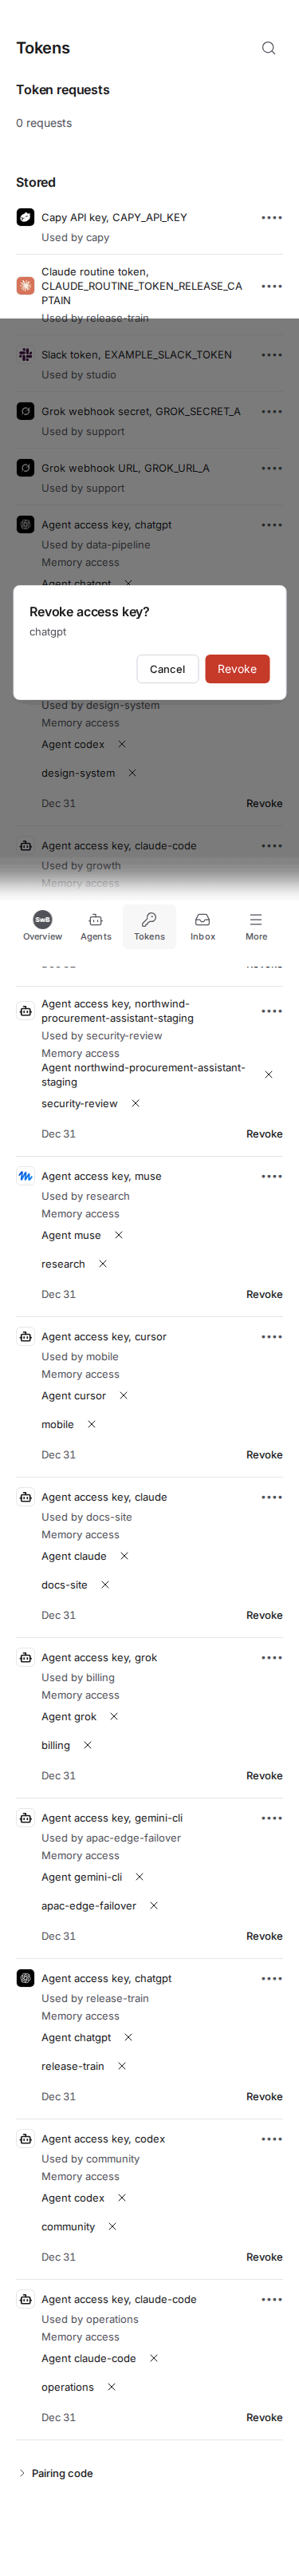 Tokens
Token requests
0 requests
Stored
Capy API key, CAPY_API_KEY
Used by capy
Claude routine token,
CLAUDE_ROUTINE_TOKEN_RELEASE_CA
PTAIN
Used by release-train
Slack token, EXAMPLE_SLACK_TOKEN
Used by studio
Grok webhook secret, GROK_SECRET_A
Used by support
Grok webhook URL, GROK_URL_A
Used by support
Agent access key, chatgpt
Used by data-pipeline
Memory access
Agent chatgpt
Revoke access key?
chatgpt
Cancel
Revoke
Used by design-system
Memory access
Agent codex
design-system
Dec 31
Revoke
Agent access key, claude-code
Used by growth
Memory access
SwB
Overview
Agents
Tokens
Inbox
More
Agent access key, northwind-
procurement-assistant-staging
Used by security-review
Memory access
Agent northwind-procurement-assistant-
staging
security-review
Dec 31
Revoke
Agent access key, muse
Used by research
Memory access
Agent muse
research
Dec 31
Revoke
Agent access key, cursor
Used by mobile
Memory access
Agent cursor
mobile
Dec 31
Revoke
Agent access key, claude
Used by docs-site
Memory access
Agent claude
docs-site
Dec 31
Revoke
Agent access key, grok
Used by billing
Memory access
Agent grok
billing
Dec 31
Revoke
Agent access key, gemini-cli
Used by apac-edge-failover
Memory access
Agent gemini-cli
apac-edge-failover
Dec 31
Revoke
Agent access key, chatgpt
Used by release-train
Memory access
Agent chatgpt
release-train
Dec 31
Revoke
Agent access key, codex
Used by community
Memory access
Agent codex
community
Dec 31
Revoke
Agent access key, claude-code
Used by operations
Memory access
Agent claude-code
operations
Dec 31
Revoke
Pairing code